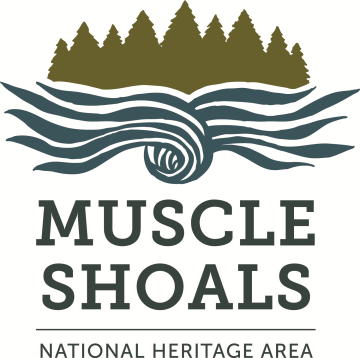 MUSCLE
SHOALS
NATIONAL HERITAGE AREA